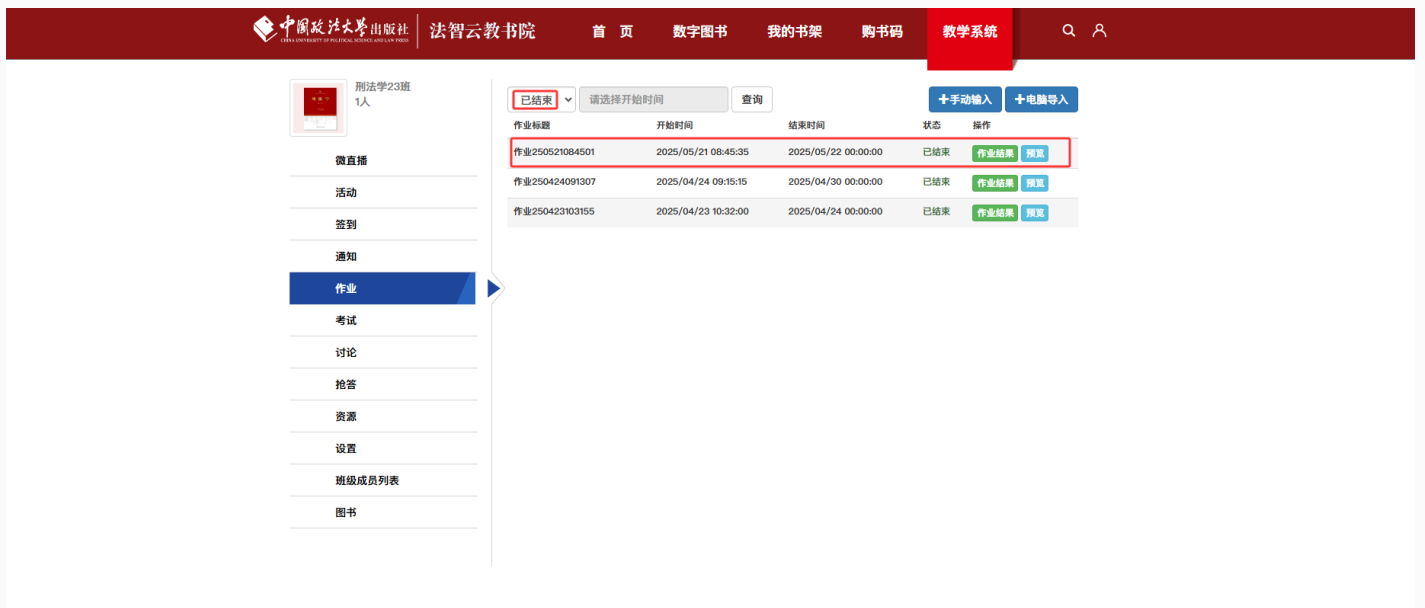 中国政法大学出版社 法智云教书院 首 页 数字图书 我的书架 购书码 教学系统
CHINA UNIVERSITY OF POLITICAL SCIENCE AND LAW PRESS
刑法学23班
1人
微直播
活动
签到
通知
作业
考试
讨论
抢答
资源
设置
班级成员列表
图书
已结束 请选择开始时间 查询 +手动输入 +电脑导入
作业标题 开始时间 结束时间 状态 操作
作业250521084501 2025/05/21 08:45:35 2025/05/22 00:00:00 已结束 作业结果 预览
作业250424091307 2025/04/24 09:15:15 2025/04/30 00:00:00 已结束 作业结果 预览
作业250423103155 2025/04/23 10:32:00 2025/04/24 00:00:00 已结束 作业结果 预览